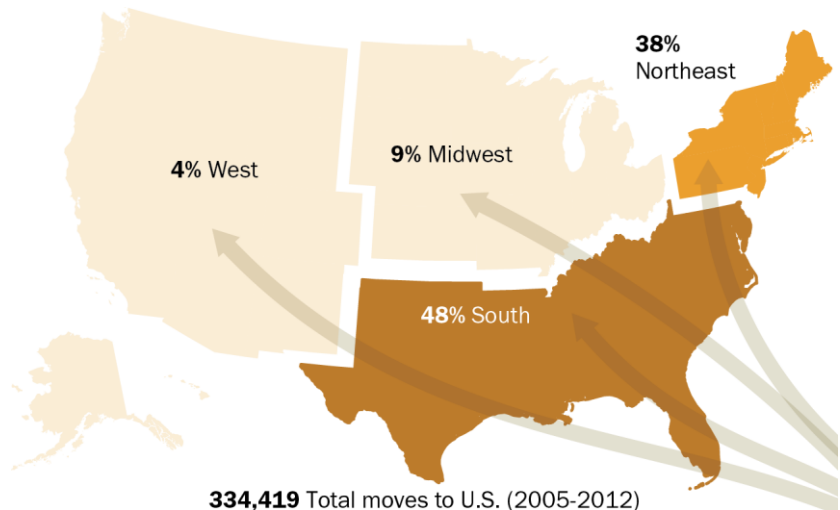 38%
Northeast
9% Midwest
4% West
48% South
334,419 Total moves to U.S. (2005-2012)